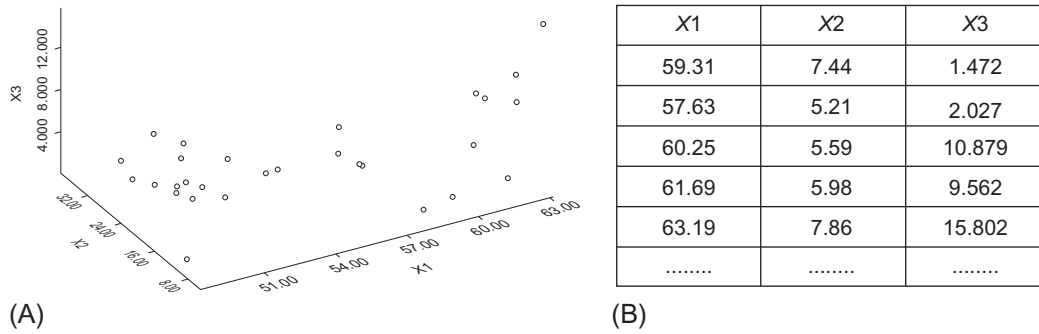 X3
12.000
8.000
4.000
32.00
24.00
16.00
8.00
X2
51.00
54.00
57.00
60.00
63.00
X1
(A)
X1 X2 X3
59.31 7.44 1.472
57.63 5.21 2.027
60.25 5.59 10.879
61.69 5.98 9.562
63.19 7.86 15.802
........ ........ ........
(B)